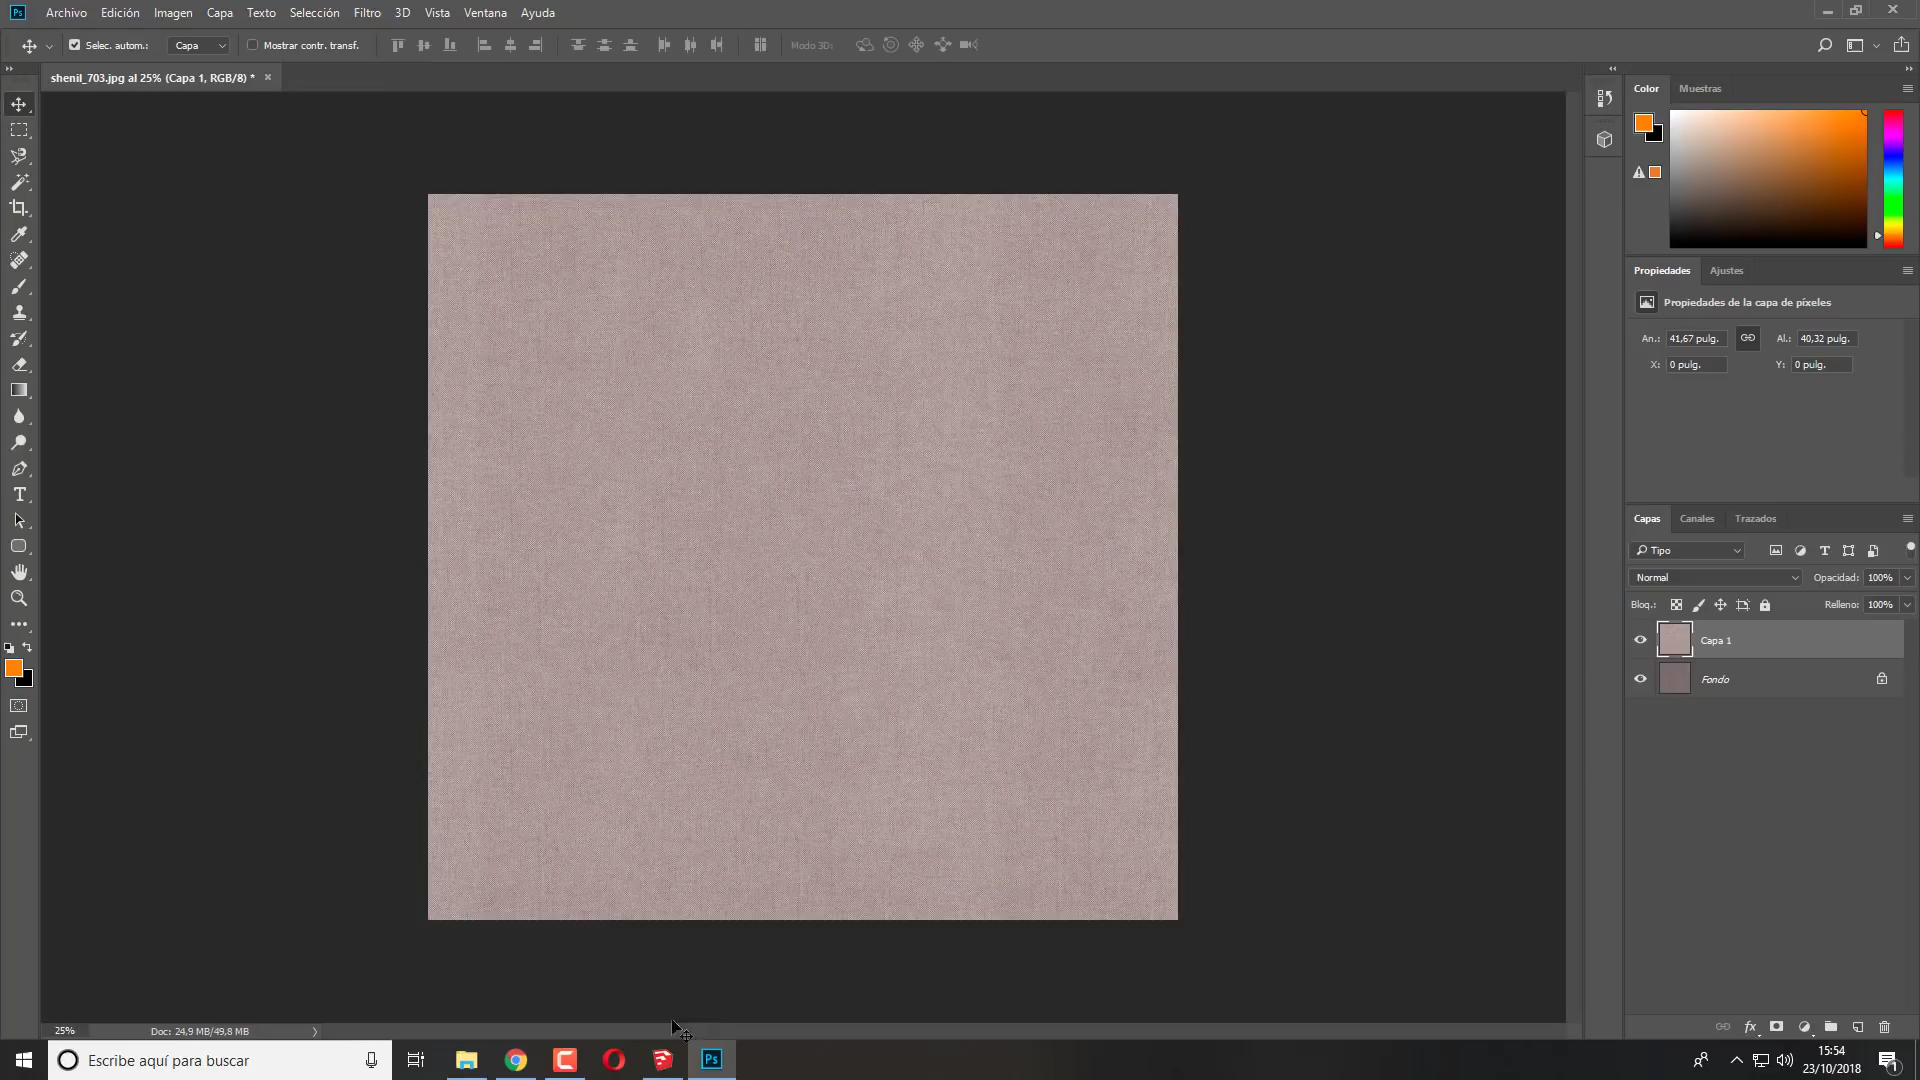 Ps Archivo Edición Imagen Capa Texto Selección Filtro 3D Vista Ventana Ayuda
Selec. autom.: Capa Mostrar contr. transf. Modo 3D:
shenil_703.jpg al 25% (Capa 1, RGB/8) *
Color Muestras
Propiedades Ajustes
Propiedades de la capa de píxeles
An.: 41,67 pulg. Al.: 40,32 pulg.
X: 0 pulg. Y: 0 pulg.
Capas Canales Trazados
Tipo
Normal Opacidad: 100%
Bloq.: Relleno: 100%
Capa 1
Fondo
25% Doc: 24,9 MB/49,8 MB
Escribe aquí para buscar
Ps
15:54
23/10/2018
1